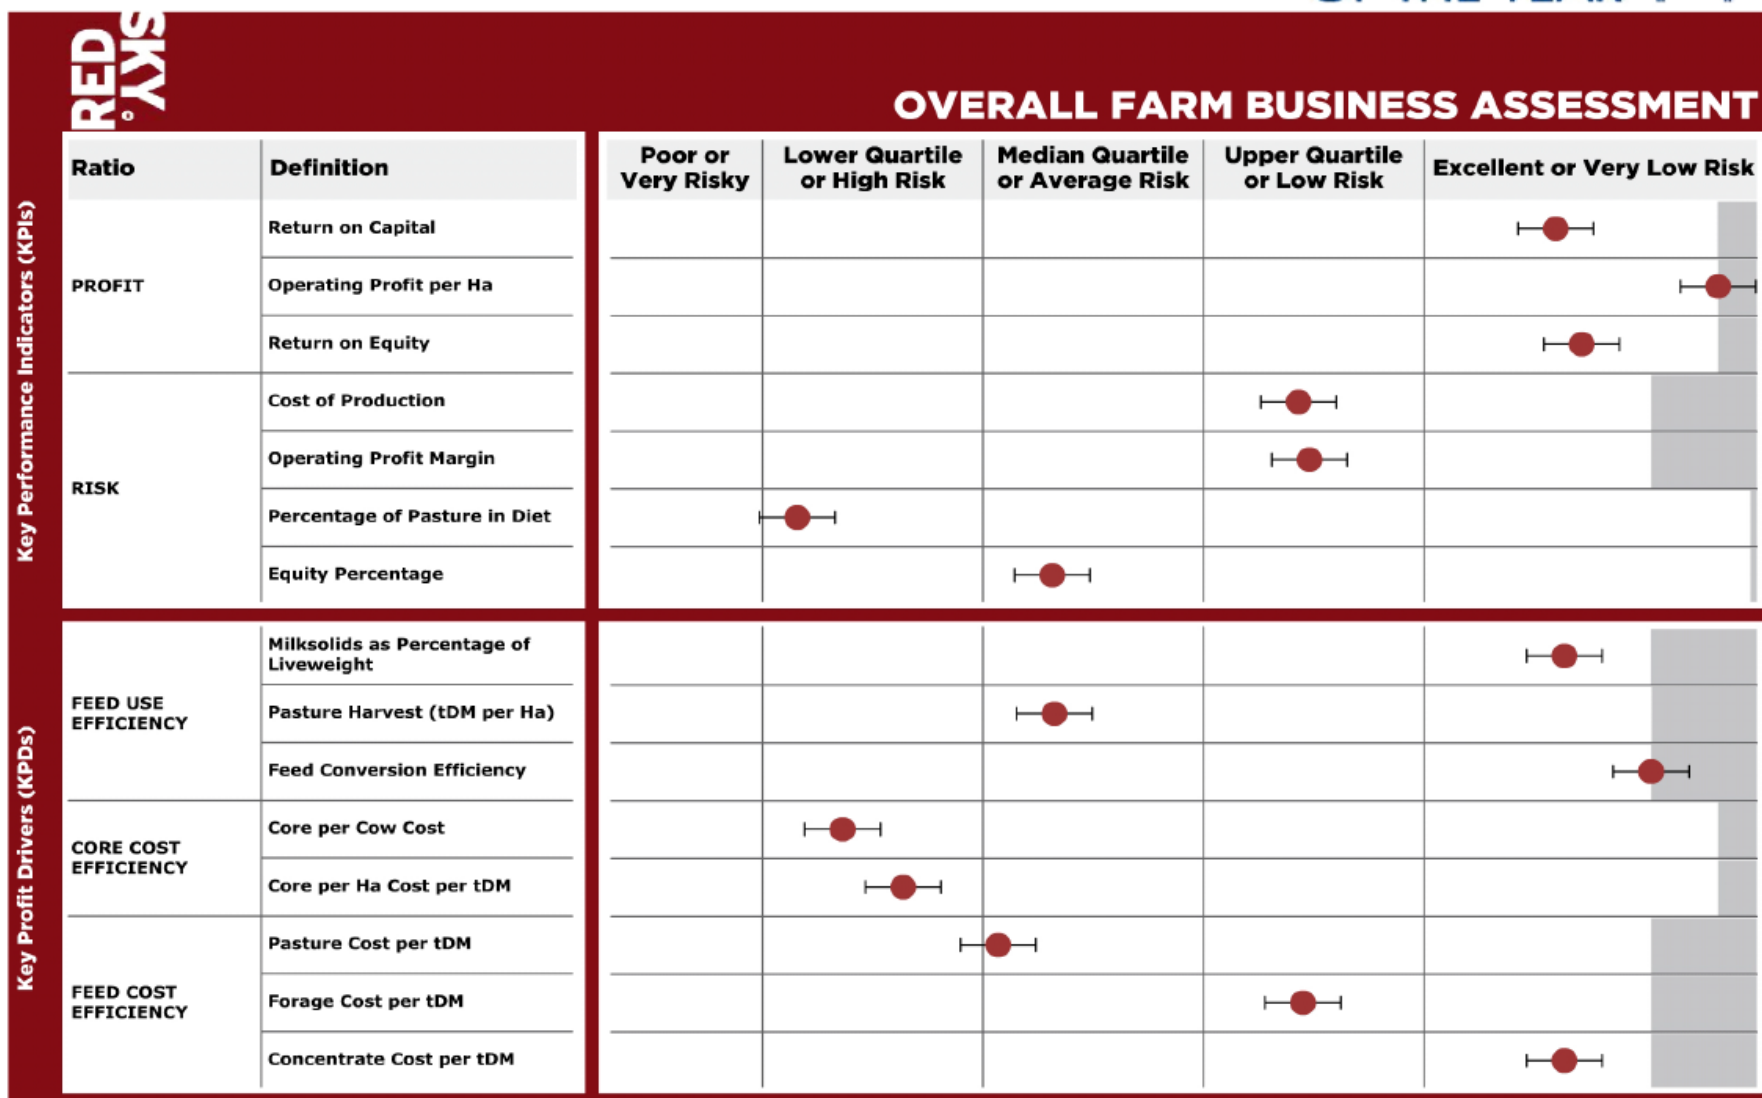 RED
SKY
OVERALL FARM BUSINESS ASSESSMENT
Ratio
Definition
Poor or
Very Risky
Lower Quartile
or High Risk
Median Quartile
or Average Risk
Upper Quartile
or Low Risk
Excellent or Very Low Risk
Key Performance Indicators (KPIs)
PROFIT
Return on Capital
Operating Profit per Ha
Return on Equity
RISK
Cost of Production
Operating Profit Margin
Percentage of Pasture in Diet
Equity Percentage
Key Profit Drivers (KPDs)
FEED USE
EFFICIENCY
Milksolids as Percentage of
Liveweight
Pasture Harvest (tDM per Ha)
Feed Conversion Efficiency
CORE COST
EFFICIENCY
Core per Cow Cost
Core per Ha Cost per tDM
FEED COST
EFFICIENCY
Pasture Cost per tDM
Forage Cost per tDM
Concentrate Cost per tDM